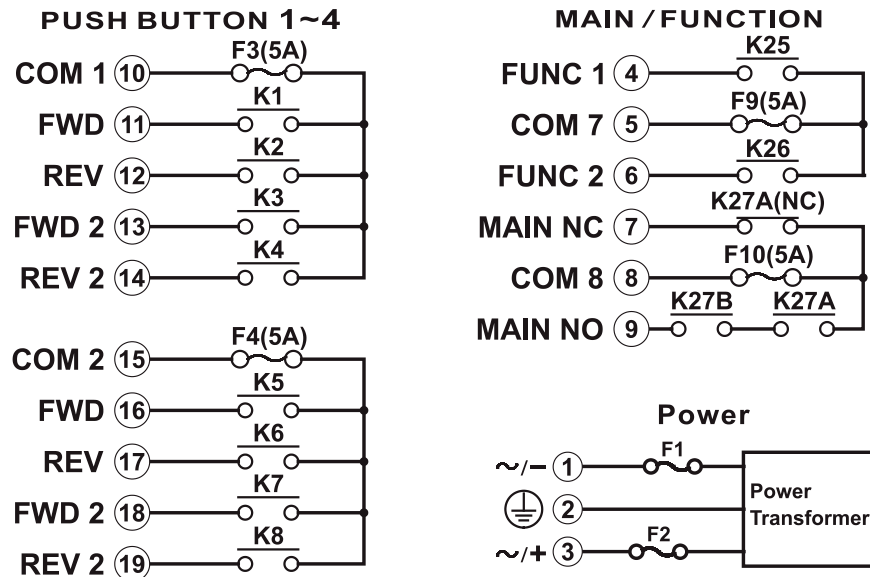 PUSH BUTTON 1~4
COM 1 10 F3(5A)
FWD 11 K1
REV 12 K2
FWD 2 13 K3
REV 2 14 K4
COM 2 15 F4(5A)
FWD 16 K5
REV 17 K6
FWD 2 18 K7
REV 2 19 K8
MAIN / FUNCTION
FUNC 1 4 K25
COM 7 5 F9(5A)
FUNC 2 6 K26
MAIN NC 7 K27A(NC)
COM 8 8 F10(5A)
MAIN NO 9 K27B K27A
Power
~/− 1 F1
2
~/+ 3 F2
Power
Transformer